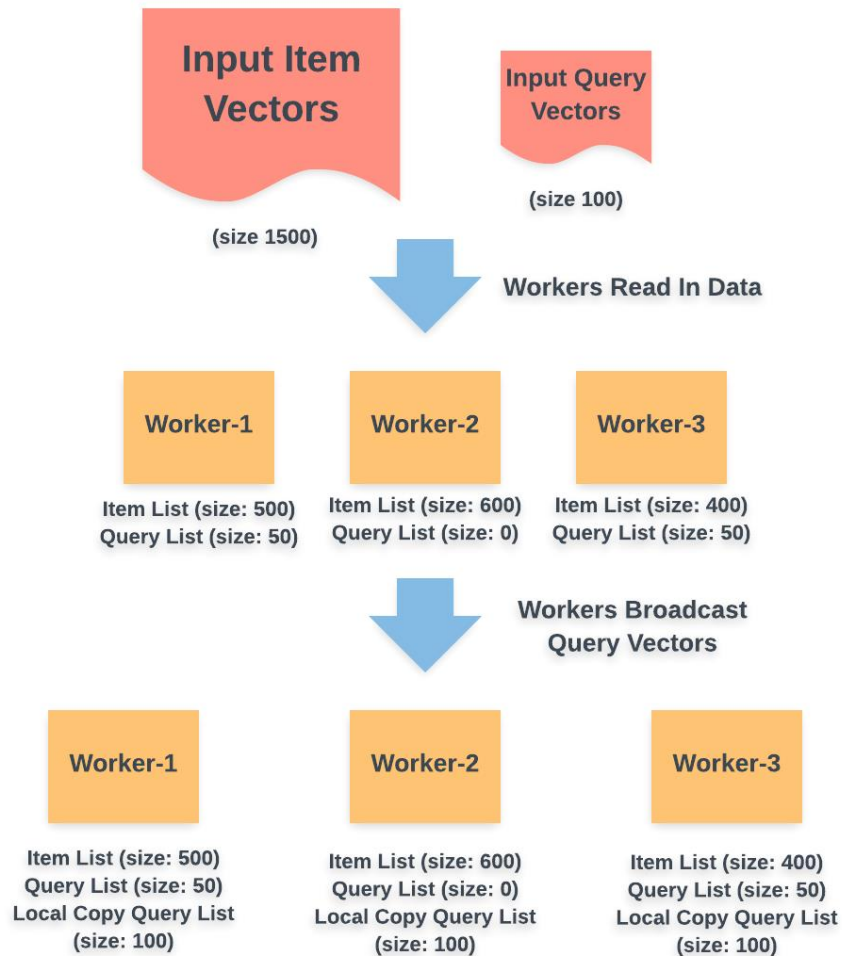 Input Item
Vectors
Input Query
Vectors
(size 100)
(size 1500)
Workers Read In Data
Worker-1
Worker-2
Worker-3
Item List (size: 500)
Query List (size: 50)
Item List (size: 600)
Query List (size: 0)
Item List (size: 400)
Query List (size: 50)
Workers Broadcast
Query Vectors
Worker-1
Worker-2
Worker-3
Item List (size: 500)
Query List (size: 50)
Local Copy Query List
(size: 100)
Item List (size: 600)
Query List (size: 0)
Local Copy Query List
(size: 100)
Item List (size: 400)
Query List (size: 50)
Local Copy Query List
(size: 100)